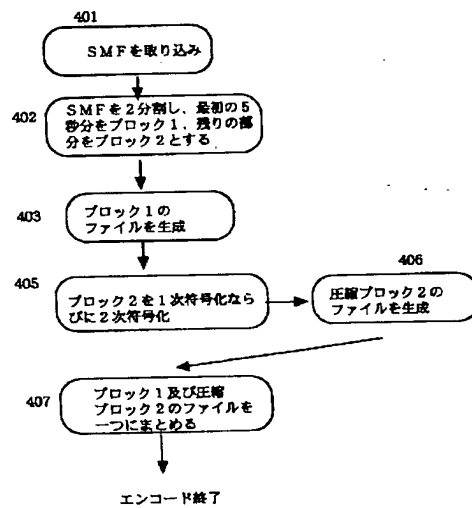 401
SMFを取り込み
402
SMFを2分割し、最初の5
秒分をブロック1、残りの部
分をブロック2とする
403
ブロック1の
ファイルを生成
405
ブロック2を1次符号化なら
びに2次符号化
406
圧縮ブロック2の
ファイルを生成
407
ブロック1及び圧縮
ブロック2のファイルを
一つにまとめる
エンコード終了